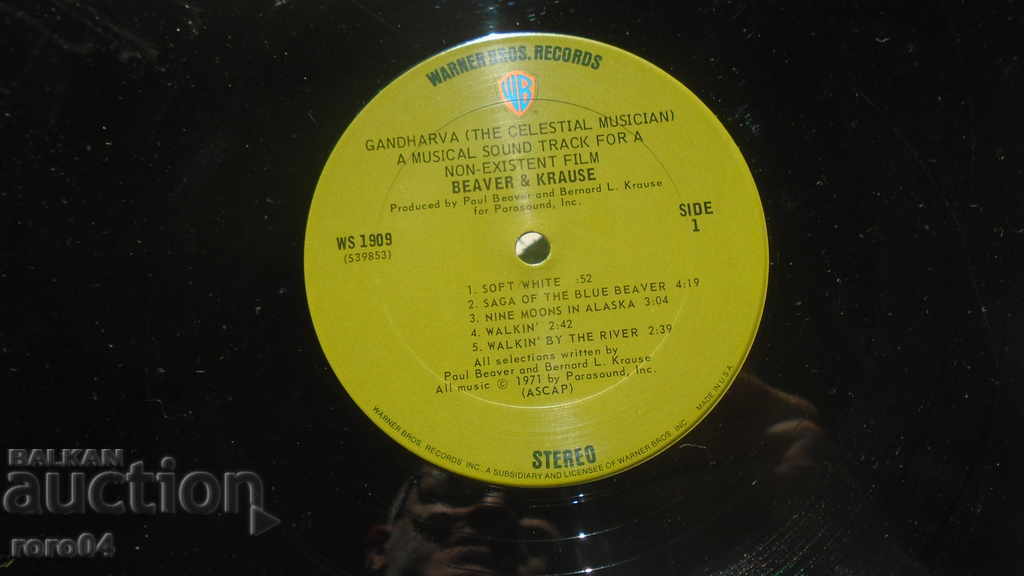 WARNER BROS. RECORDS
WB
GANDHARVA (THE CELESTIAL MUSICIAN)
A MUSICAL SOUND TRACK FOR A
NON-EXISTENT FILM
BEAVER & KRAUSE
Produced by Paul Beaver and Bernard L. Krause
for Parasound, Inc.
WS 1909
(S39853)
SIDE
1
1. SOFT/WHITE :52
2. SAGA OF THE BLUE BEAVER 4:19
3. NINE MOONS IN ALASKA 3:04
4. WALKIN' 2:42
5. WALKIN' BY THE RIVER 2:39
All selections written by
Paul Beaver and Bernard L. Krause
All music © 1971 by Parasound, Inc.
(ASCAP)
STEREO
WARNER BROS. RECORDS INC. A SUBSIDIARY AND LICENSEE OF WARNER BROS. INC. MADE IN U.S.A.
BALKAN
auction
roro04